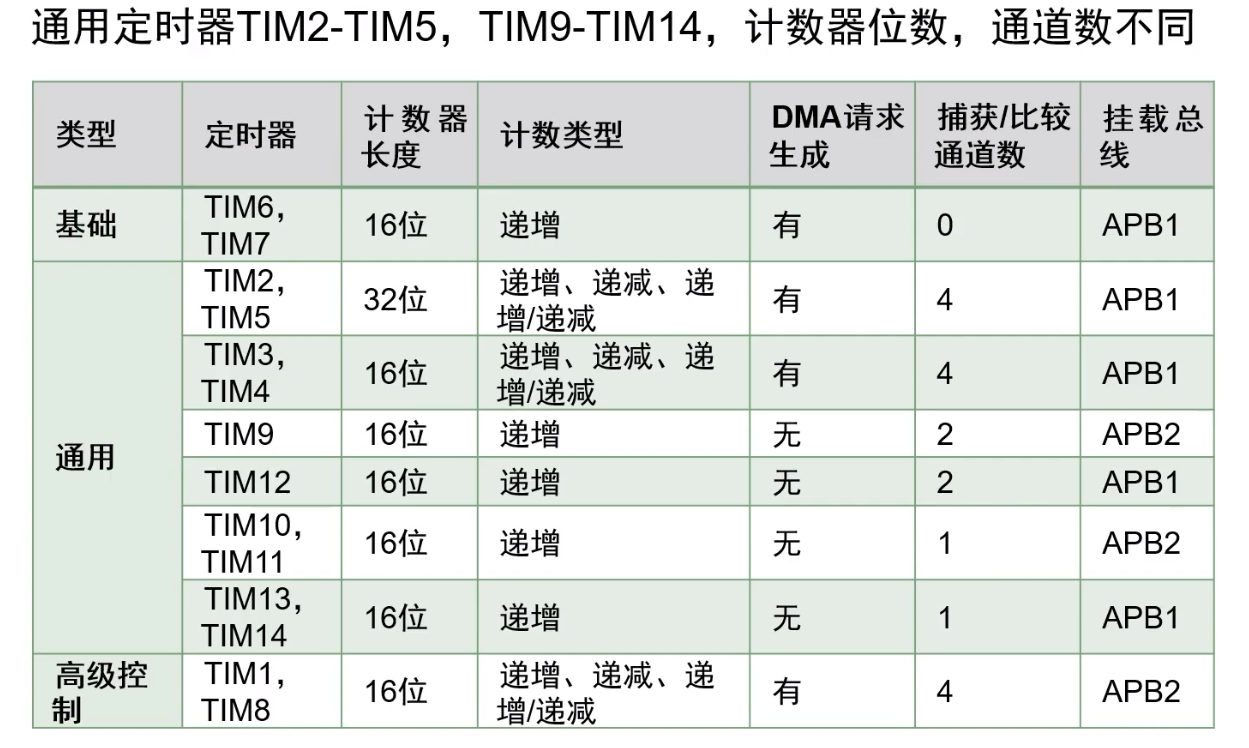 通用定时器TIM2-TIM5，TIM9-TIM14，计数器位数，通道数不同
类型 定时器 计数器长度 计数类型 DMA请求生成 捕获/比较通道数 挂载总线
基础 TIM6，TIM7 16位 递增 有 0 APB1
通用 TIM2，TIM5 32位 递增、递减、递增/递减 有 4 APB1
TIM3，TIM4 16位 递增、递减、递增/递减 有 4 APB1
TIM9 16位 递增 无 2 APB2
TIM12 16位 递增 无 2 APB1
TIM10，TIM11 16位 递增 无 1 APB2
TIM13，TIM14 16位 递增 无 1 APB1
高级控制 TIM1，TIM8 16位 递增、递减、递增/递减 有 4 APB2